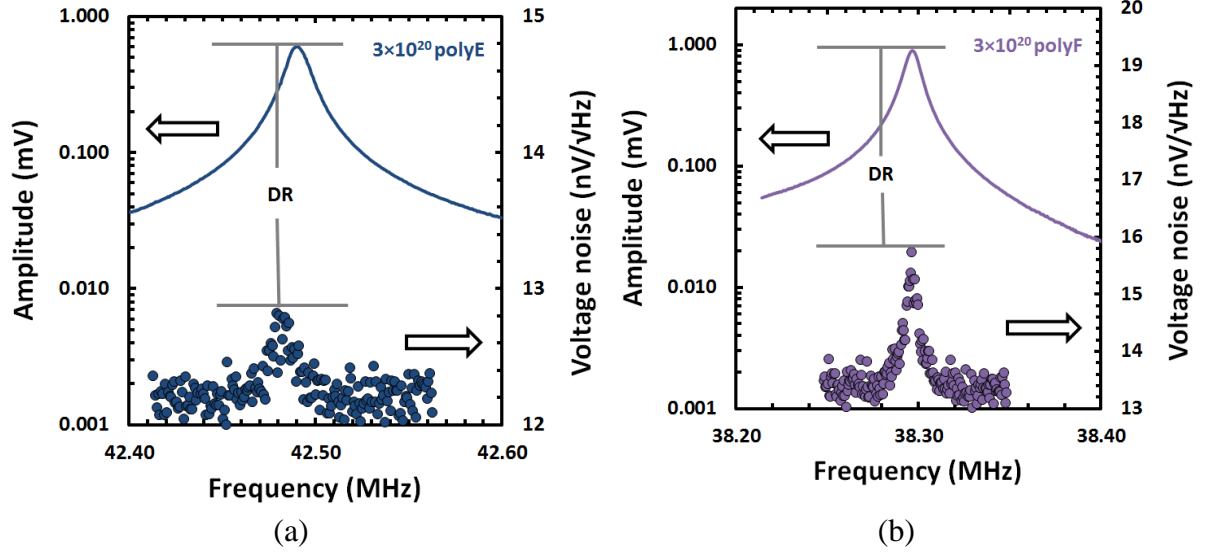 3×10²⁰ polyE
DR
Amplitude (mV)
1.000
0.100
0.010
0.001
Voltage noise (nV/√Hz)
15
14
13
12
42.40
42.50
42.60
Frequency (MHz)
(a)
3×10²⁰ polyF
DR
Amplitude (mV)
1.000
0.100
0.010
0.001
Voltage noise (nV/√Hz)
20
19
18
17
16
15
14
13
38.20
38.30
38.40
Frequency (MHz)
(b)